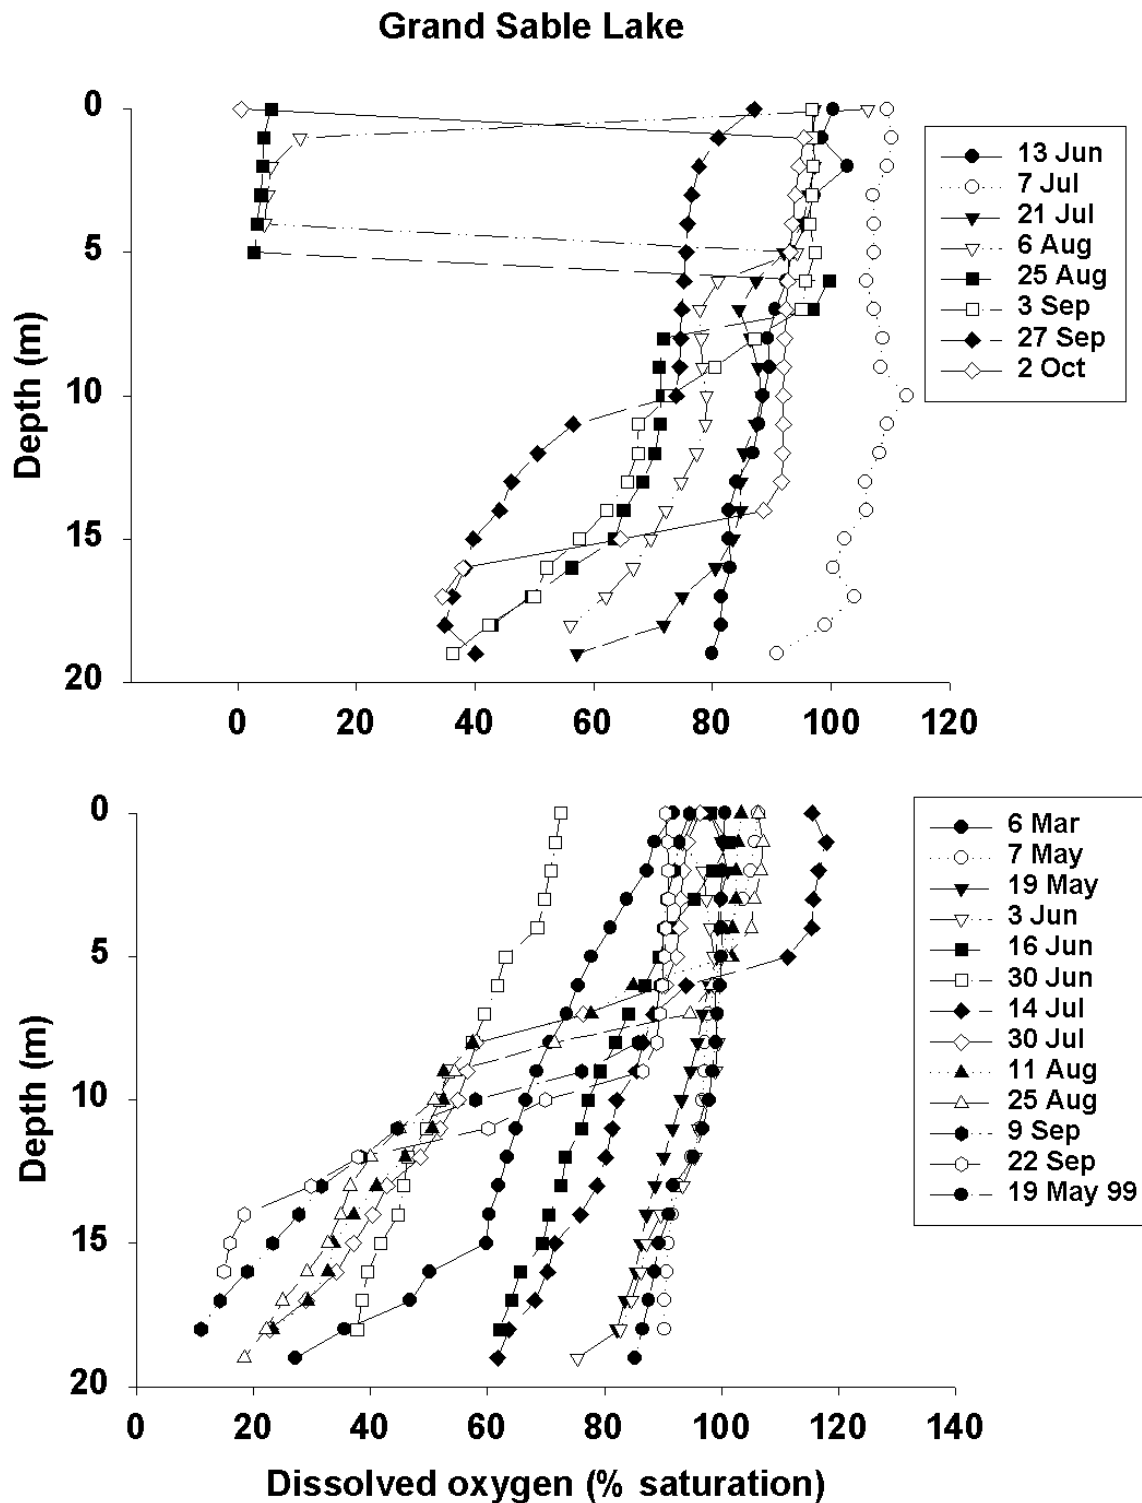 Grand Sable Lake
0
5
10
15
20
Depth (m)
0 20 40 60 80 100 120
13 Jun
7 Jul
21 Jul
6 Aug
25 Aug
3 Sep
27 Sep
2 Oct
0
5
10
15
20
Depth (m)
0 20 40 60 80 100 120 140
Dissolved oxygen (% saturation)
6 Mar
7 May
19 May
3 Jun
16 Jun
30 Jun
14 Jul
30 Jul
11 Aug
25 Aug
9 Sep
22 Sep
19 May 99